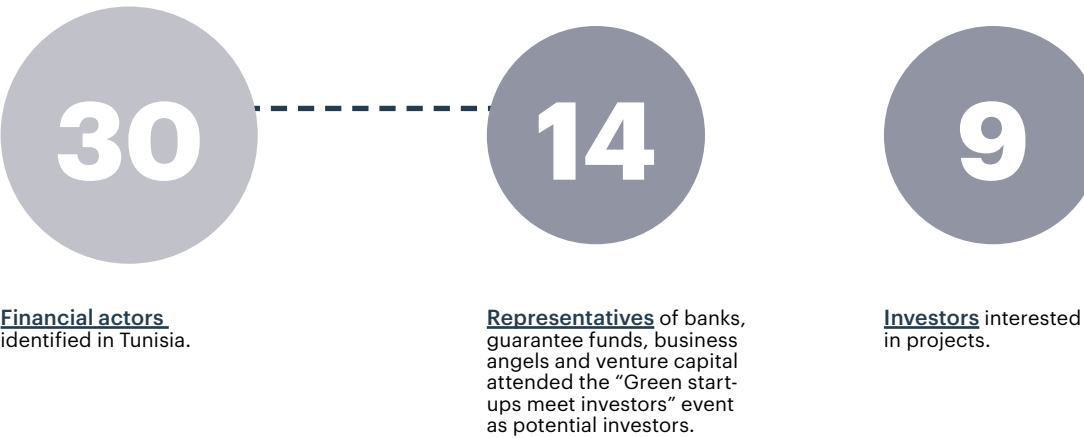 30
14
9
Financial actors
identified in Tunisia.
Representatives of banks,
guarantee funds, business
angels and venture capital
attended the “Green start-
ups meet investors” event
as potential investors.
Investors interested
in projects.